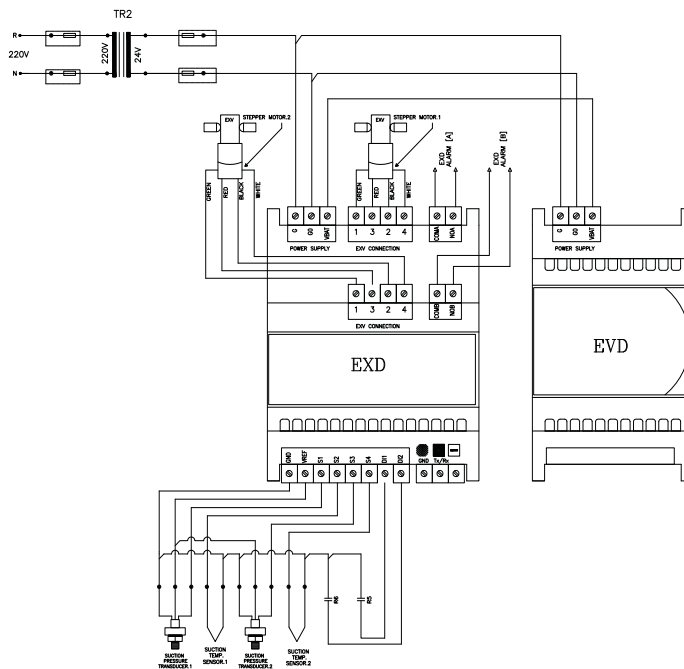 TR2
R
220V
N
220V
24V
EXV
STEPPER MOTOR.2
EXV
STEPPER MOTOR.1
EXD
ALARM [A]
EXD
ALARM [B]
GREEN
RED
BLACK
WHITE
GREEN
RED
BLACK
WHITE
G
G0
VBAT
1
3
2
4
COMA
NOA
POWER SUPPLY
EXV CONNECTION
G
G0
VBAT
POWER SUPPLY
1
3
2
4
COMB
NOB
EXV CONNECTION
EXD
EVD
GND
VREF
S1
S2
S3
S4
DI1
DI2
GND
Tx/Rx
R6
R5
SUCTION
PRESSURE
TRANSDUCER.1
SUCTION
TEMP.
SENSOR.1
SUCTION
PRESSURE
TRANSDUCER.2
SUCTION
TEMP.
SENSOR.2